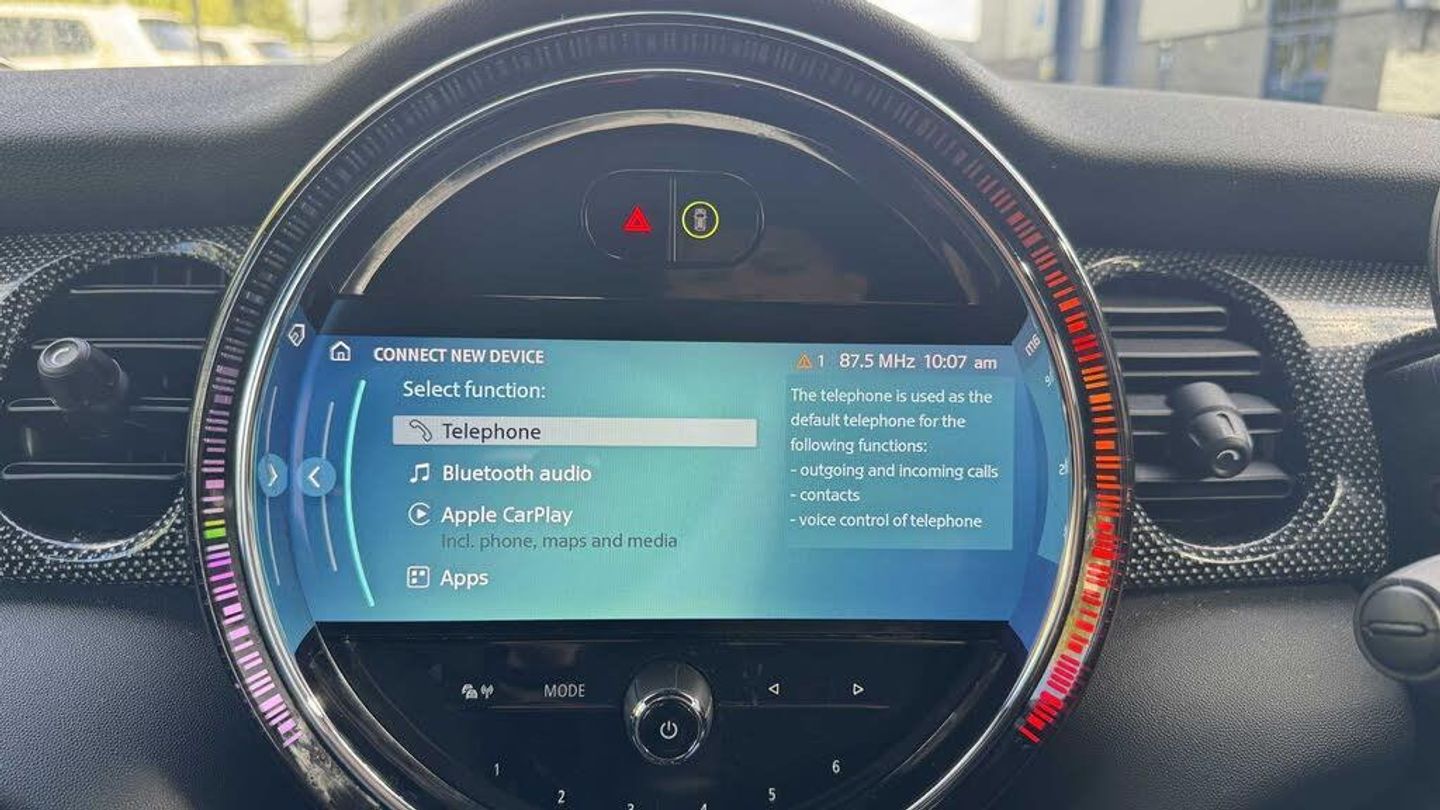 CONNECT NEW DEVICE
1 87.5 MHz 10:07 am
Select function:
Telephone
Bluetooth audio
Apple CarPlay
Incl. phone, maps and media
Apps
The telephone is used as the
default telephone for the
following functions:
- outgoing and incoming calls
- contacts
- voice control of telephone
MODE
1
2
3
4
5
6